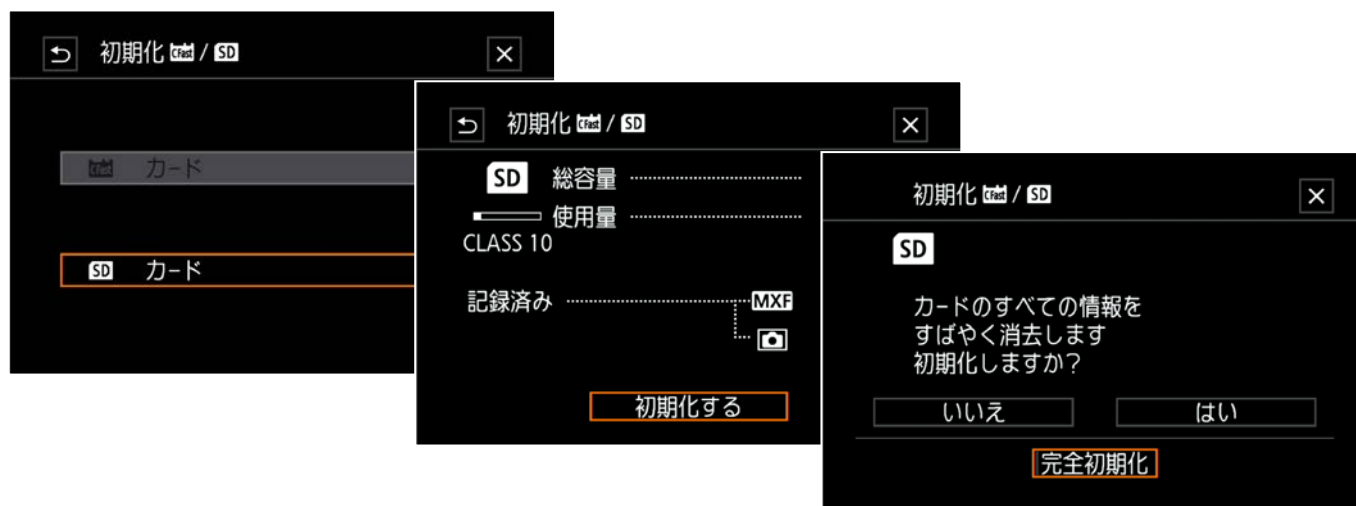 初期化 CFast / SD
CFast カード
SD カード
初期化 CFast / SD
SD 総容量
使用量
CLASS 10
記録済み MXF
初期化する
初期化 CFast / SD
SD
カードのすべての情報を
すばやく消去します
初期化しますか?
いいえ はい
完全初期化